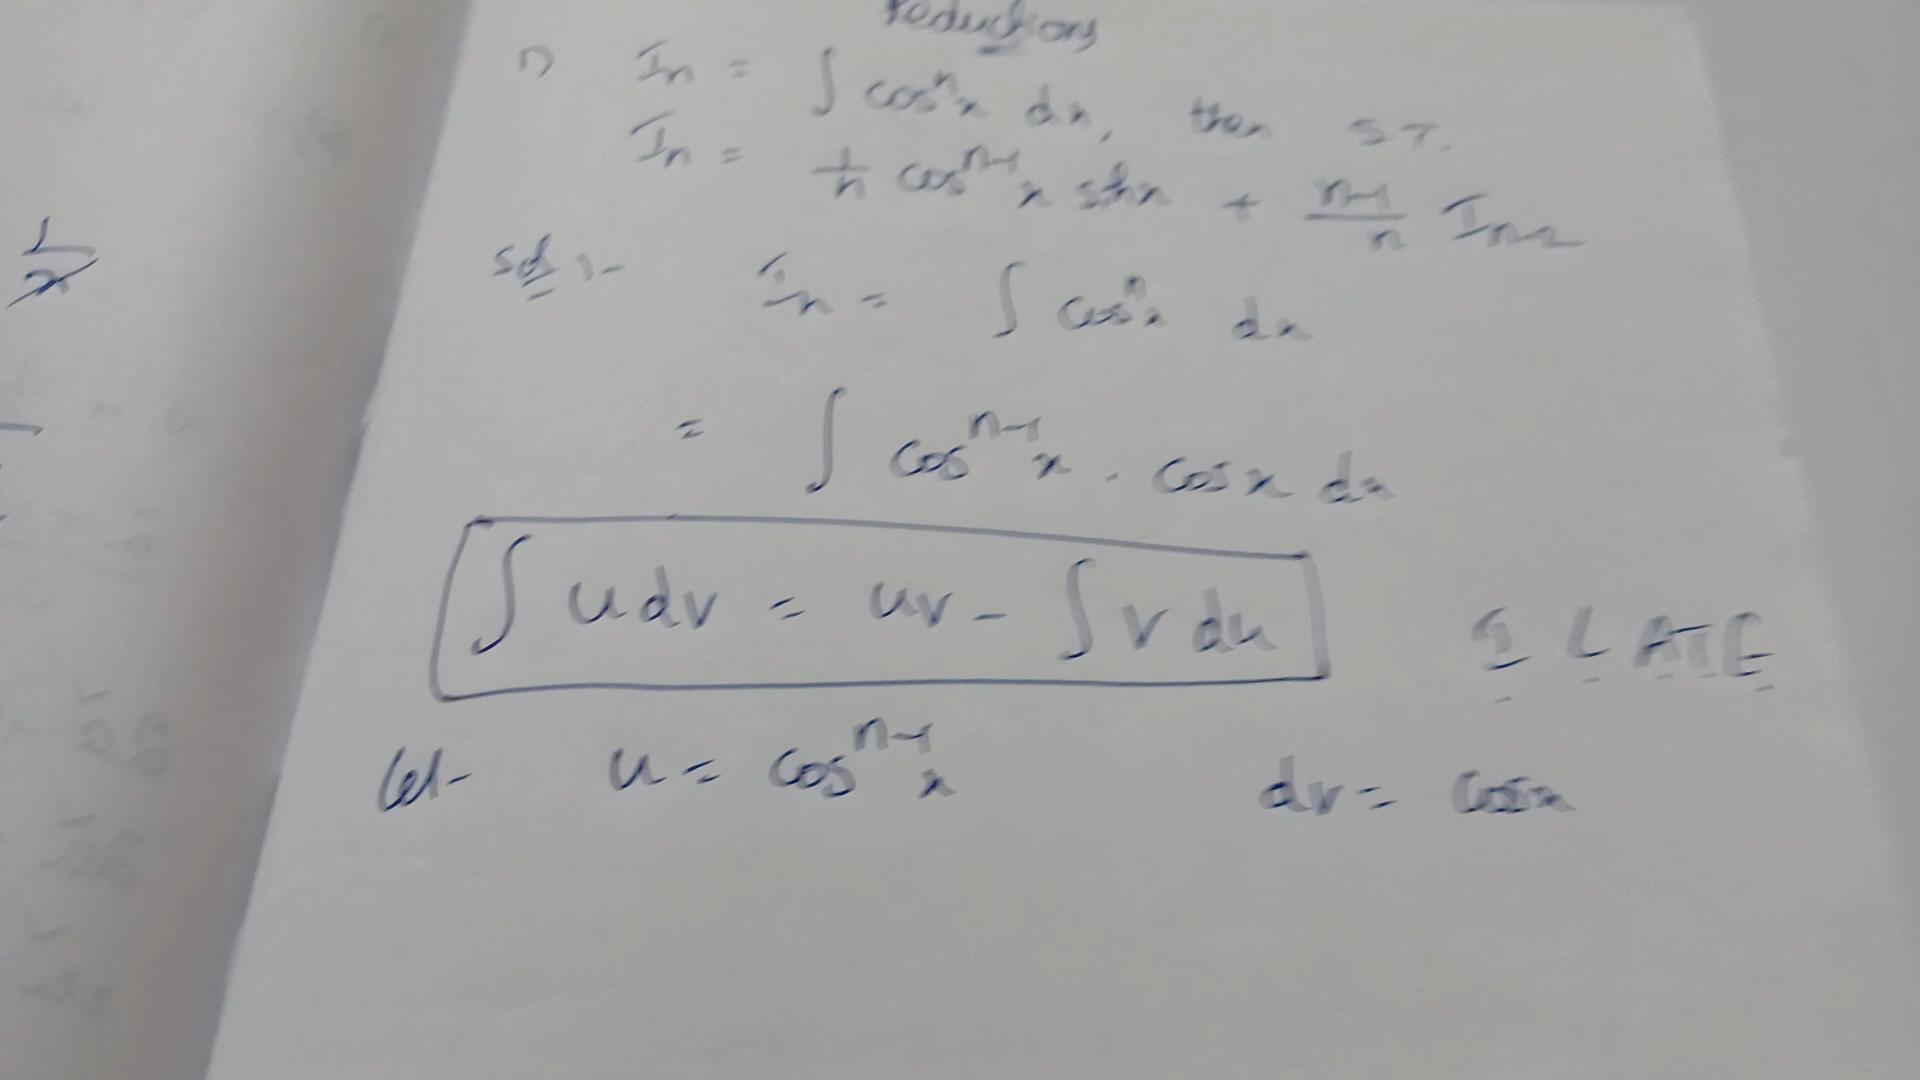 reductions
1) Iₙ = ∫ cosⁿx dx, then S T.
Iₙ = 1/n cosⁿ⁻¹x sinx + n-1/n Iₙ₋₂
Sol :- Iₙ = ∫ cosⁿx dx
= ∫ cosⁿ⁻¹x . cosx dx
∫ u dv = uv - ∫ v du
I L A T E
let u = cosⁿ⁻¹x dv = cosx
1/x